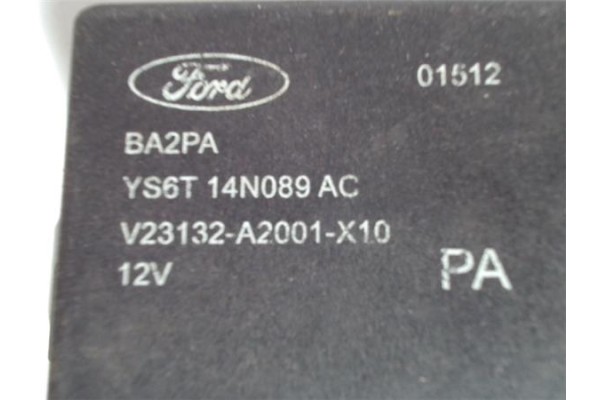 Ford 01512
BA2PA
YS6T 14N089 AC
V23132-A2001-X10
12V PA